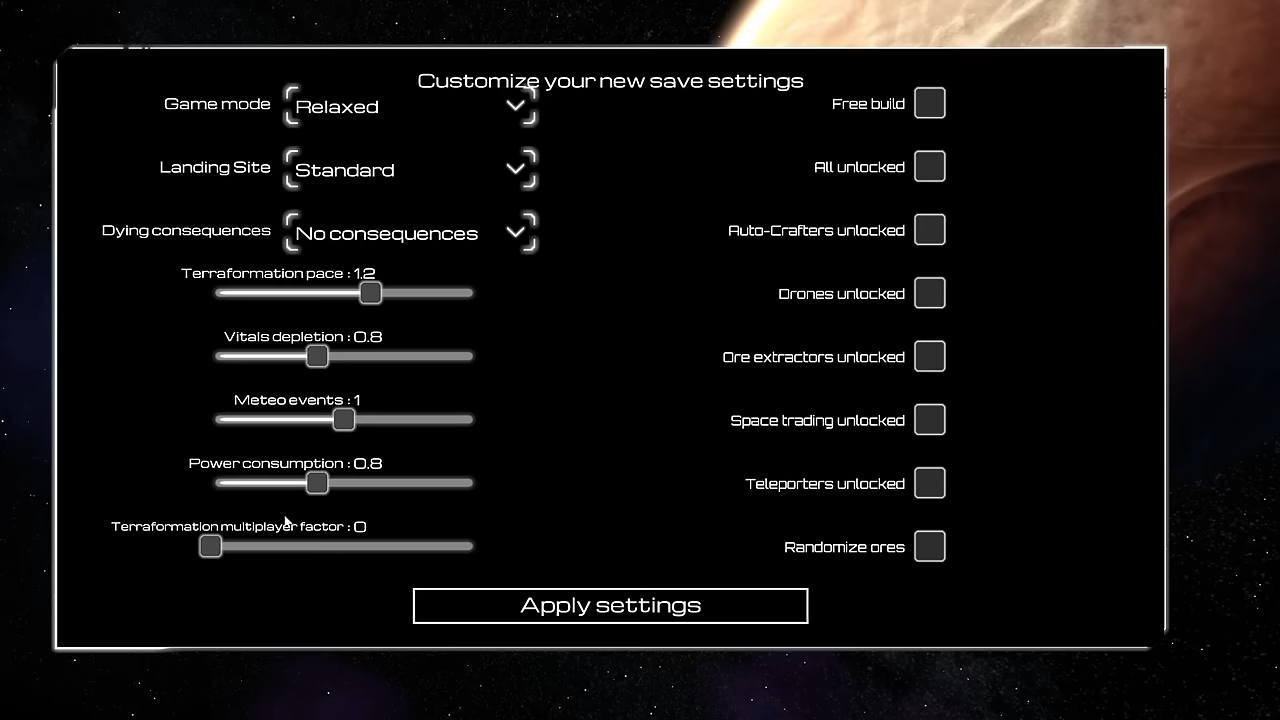 Customize your new save settings
Game mode Relaxed
Landing Site Standard
Dying consequences No consequences
Terraformation pace : 1.2
Vitals depletion : 0.8
Meteo events : 1
Power consumption : 0.8
Terraformation multiplayer factor : 0
Free build
All unlocked
Auto-Crafters unlocked
Drones unlocked
Ore extractors unlocked
Space trading unlocked
Teleporters unlocked
Randomize ores
Apply settings